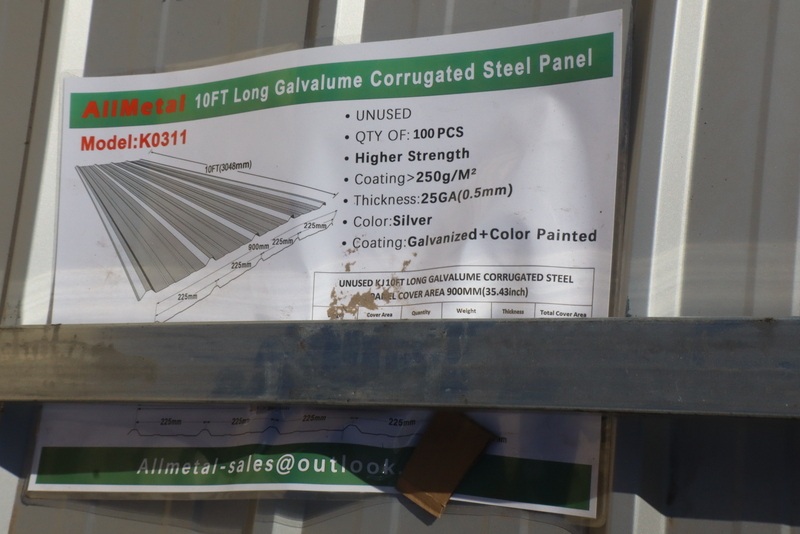 AllMetal 10FT Long Galvalume Corrugated Steel Panel
Model:K0311
• UNUSED
• QTY OF: 100 PCS
• Higher Strength
• Coating>250g/M²
• Thickness:25GA(0.5mm)
• Color:Silver
• Coating:Galvanized+Color Painted
10FT(3048mm)
225mm
900mm 225mm
225mm
225mm
UNUSED KJ 10FT LONG GALVALUME CORRUGATED STEEL
PANEL COVER AREA 900MM(35.43inch)
Cover Area Quantity Weight Thickness Total Cover Area
225mm 225mm 225mm 225mm
Allmetal-sales@outlook